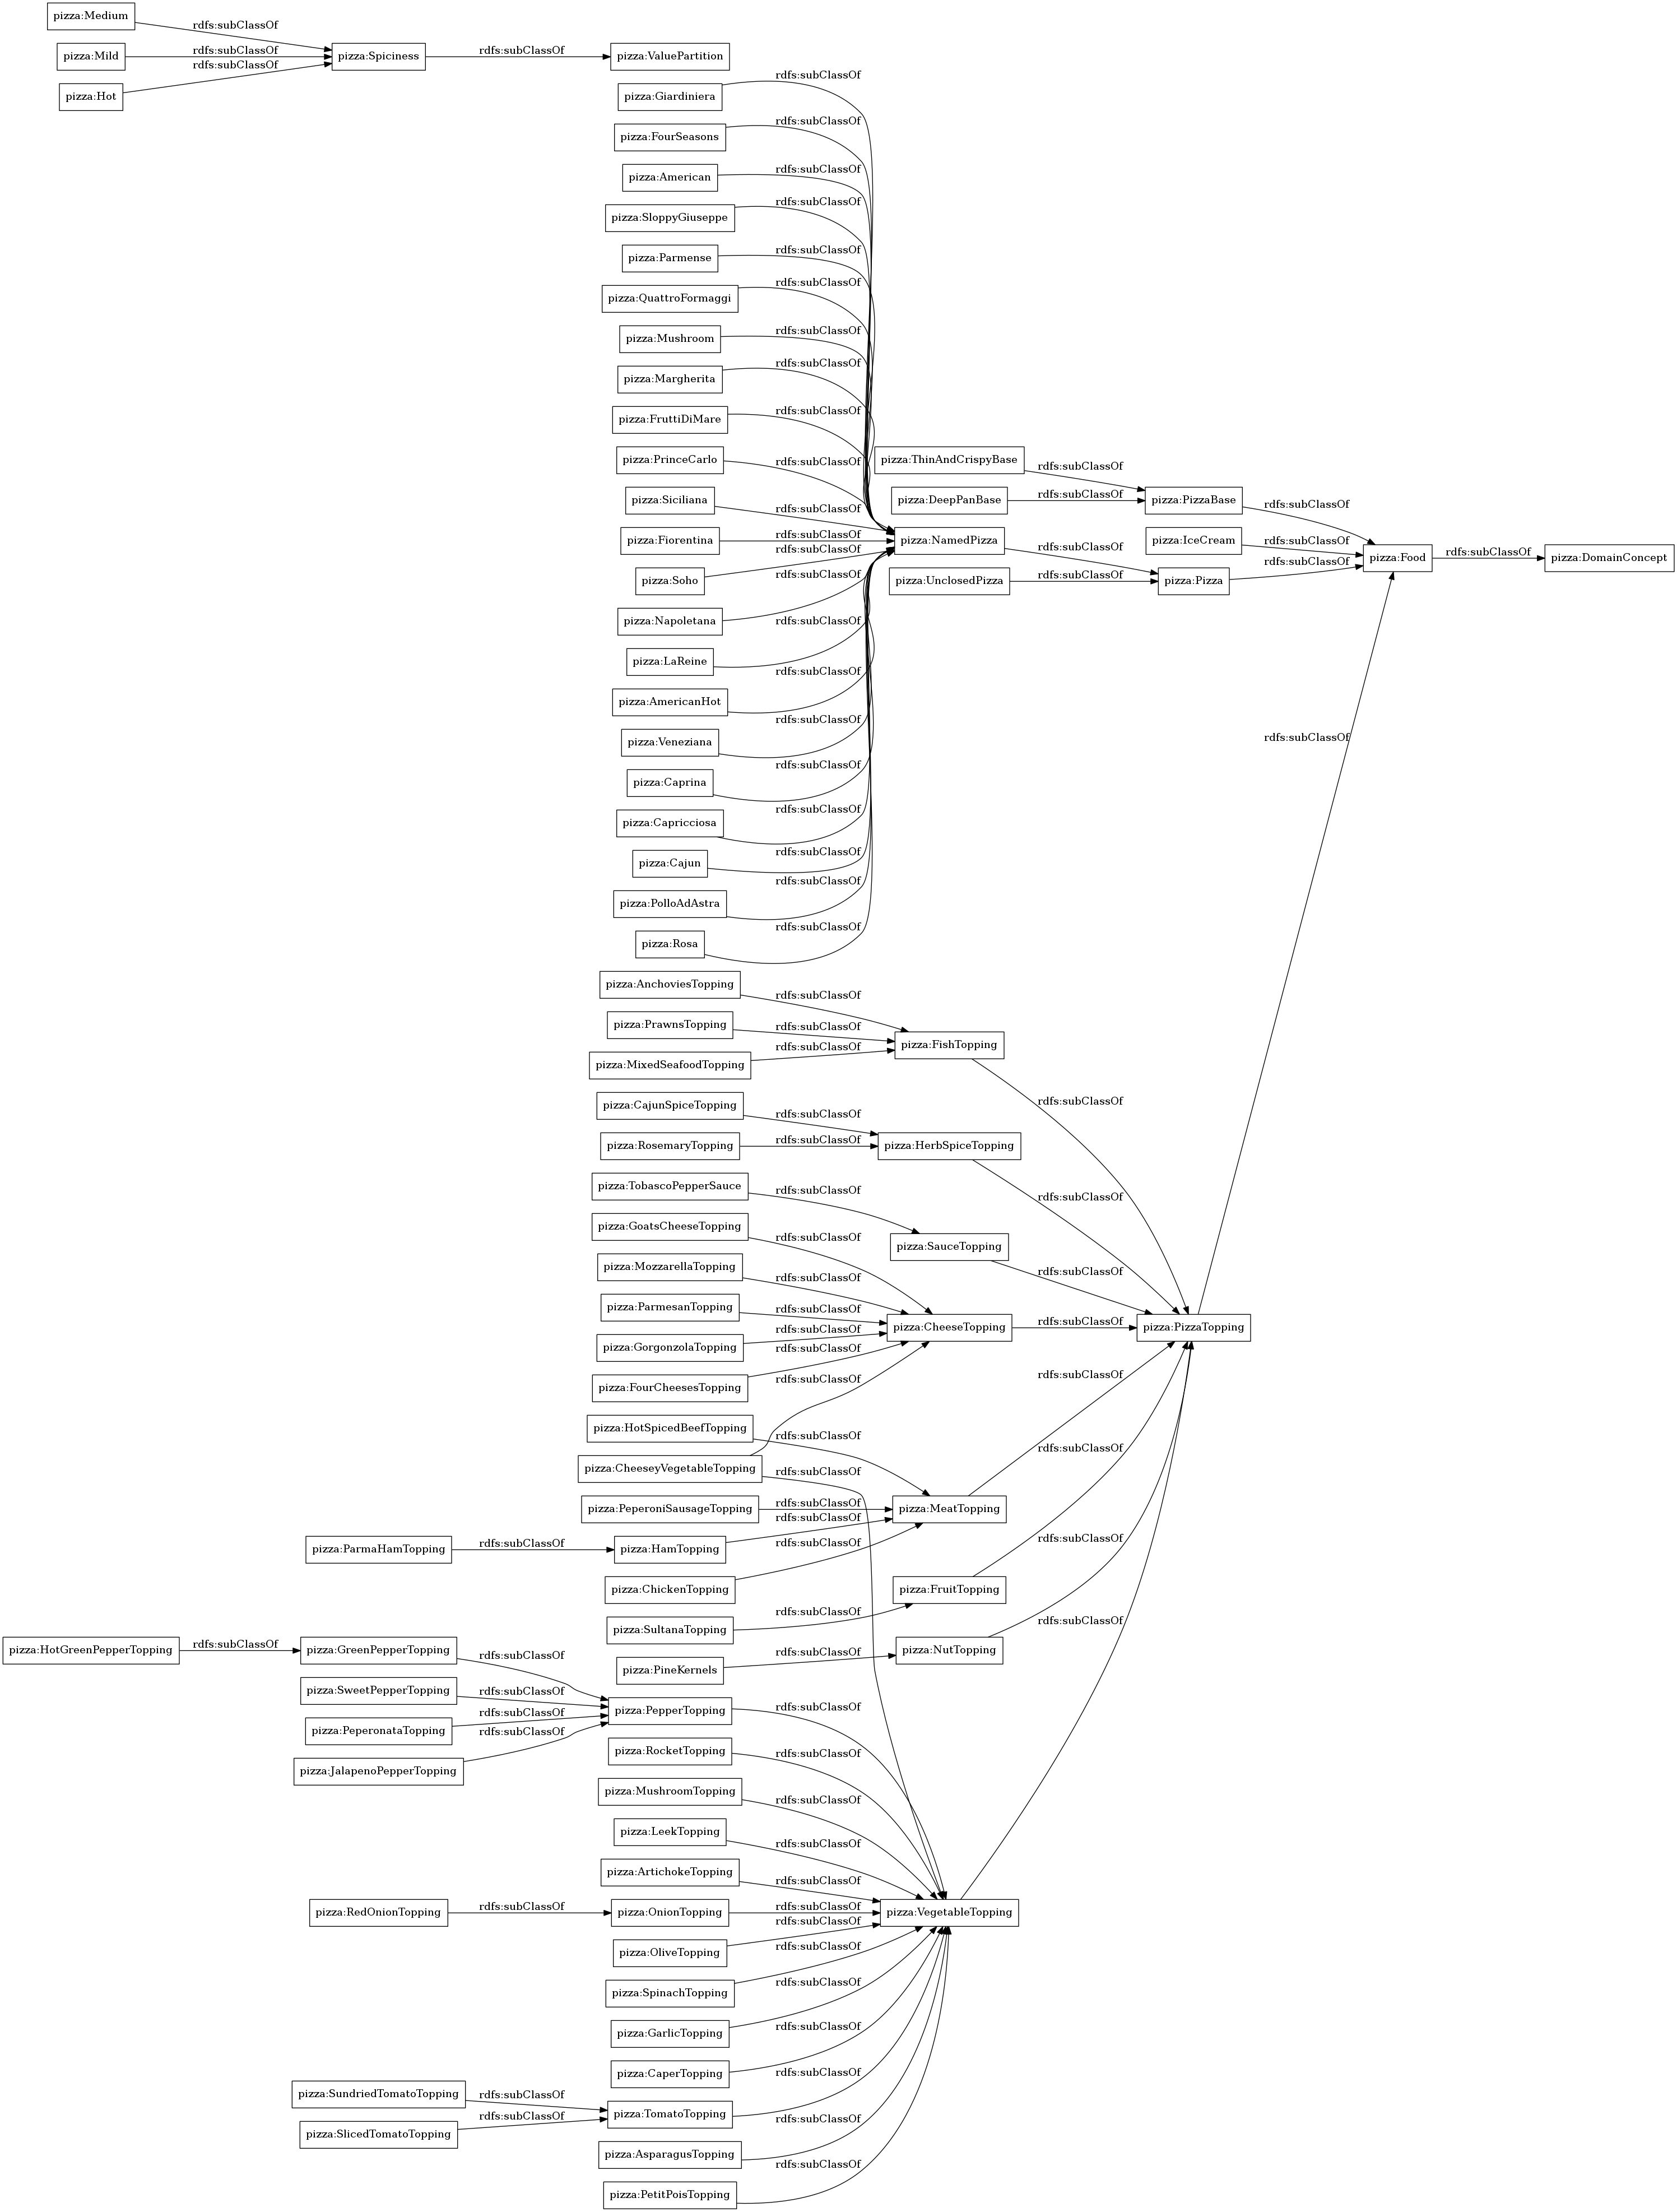 pizza:Medium
rdfs:subClassOf
pizza:Mild
rdfs:subClassOf
pizza:Spiciness
rdfs:subClassOf
pizza:ValuePartition
rdfs:subClassOf
pizza:Hot
pizza:Giardiniera
rdfs:subClassOf
pizza:FourSeasons
rdfs:subClassOf
pizza:American
rdfs:subClassOf
pizza:SloppyGiuseppe
rdfs:subClassOf
pizza:Parmense
rdfs:subClassOf
pizza:QuattroFormaggi
rdfs:subClassOf
pizza:Mushroom
rdfs:subClassOf
pizza:Margherita
rdfs:subClassOf
pizza:FruttiDiMare
rdfs:subClassOf
pizza:PrinceCarlo
rdfs:subClassOf
pizza:ThinAndCrispyBase
rdfs:subClassOf
pizza:Siciliana
rdfs:subClassOf
pizza:DeepPanBase
rdfs:subClassOf
pizza:PizzaBase
rdfs:subClassOf
pizza:Fiorentina
rdfs:subClassOf
pizza:NamedPizza
rdfs:subClassOf
pizza:IceCream
rdfs:subClassOf
pizza:Food
rdfs:subClassOf
pizza:DomainConcept
pizza:Soho
rdfs:subClassOf
pizza:UnclosedPizza
rdfs:subClassOf
pizza:Pizza
rdfs:subClassOf
pizza:Napoletana
rdfs:subClassOf
pizza:LaReine
rdfs:subClassOf
pizza:AmericanHot
rdfs:subClassOf
pizza:Veneziana
rdfs:subClassOf
rdfs:subClassOf
pizza:Caprina
rdfs:subClassOf
pizza:Capricciosa
rdfs:subClassOf
pizza:Cajun
rdfs:subClassOf
pizza:PolloAdAstra
rdfs:subClassOf
pizza:Rosa
rdfs:subClassOf
pizza:AnchoviesTopping
rdfs:subClassOf
pizza:PrawnsTopping
rdfs:subClassOf
pizza:FishTopping
rdfs:subClassOf
pizza:MixedSeafoodTopping
rdfs:subClassOf
pizza:CajunSpiceTopping
rdfs:subClassOf
pizza:RosemaryTopping
rdfs:subClassOf
pizza:HerbSpiceTopping
rdfs:subClassOf
pizza:TobascoPepperSauce
rdfs:subClassOf
pizza:SauceTopping
rdfs:subClassOf
pizza:GoatsCheeseTopping
rdfs:subClassOf
pizza:MozzarellaTopping
rdfs:subClassOf
pizza:ParmesanTopping
rdfs:subClassOf
pizza:CheeseTopping
rdfs:subClassOf
pizza:PizzaTopping
pizza:GorgonzolaTopping
rdfs:subClassOf
pizza:FourCheesesTopping
rdfs:subClassOf
rdfs:subClassOf
pizza:HotSpicedBeefTopping
rdfs:subClassOf
pizza:CheeseyVegetableTopping
rdfs:subClassOf
pizza:PeperoniSausageTopping
rdfs:subClassOf
pizza:MeatTopping
rdfs:subClassOf
pizza:ParmaHamTopping
rdfs:subClassOf
pizza:HamTopping
rdfs:subClassOf
pizza:ChickenTopping
rdfs:subClassOf
pizza:FruitTopping
rdfs:subClassOf
pizza:SultanaTopping
rdfs:subClassOf
pizza:HotGreenPepperTopping
rdfs:subClassOf
pizza:GreenPepperTopping
rdfs:subClassOf
pizza:PineKernels
rdfs:subClassOf
pizza:NutTopping
rdfs:subClassOf
pizza:SweetPepperTopping
rdfs:subClassOf
pizza:PepperTopping
rdfs:subClassOf
rdfs:subClassOf
pizza:PeperonataTopping
rdfs:subClassOf
pizza:JalapenoPepperTopping
rdfs:subClassOf
pizza:RocketTopping
rdfs:subClassOf
pizza:MushroomTopping
rdfs:subClassOf
pizza:LeekTopping
rdfs:subClassOf
pizza:ArtichokeTopping
rdfs:subClassOf
pizza:RedOnionTopping
rdfs:subClassOf
pizza:OnionTopping
rdfs:subClassOf
pizza:VegetableTopping
pizza:OliveTopping
rdfs:subClassOf
pizza:SpinachTopping
rdfs:subClassOf
pizza:GarlicTopping
rdfs:subClassOf
pizza:CaperTopping
rdfs:subClassOf
pizza:SundriedTomatoTopping
rdfs:subClassOf
pizza:TomatoTopping
rdfs:subClassOf
pizza:SlicedTomatoTopping
rdfs:subClassOf
pizza:AsparagusTopping
rdfs:subClassOf
pizza:PetitPoisTopping
rdfs:subClassOf